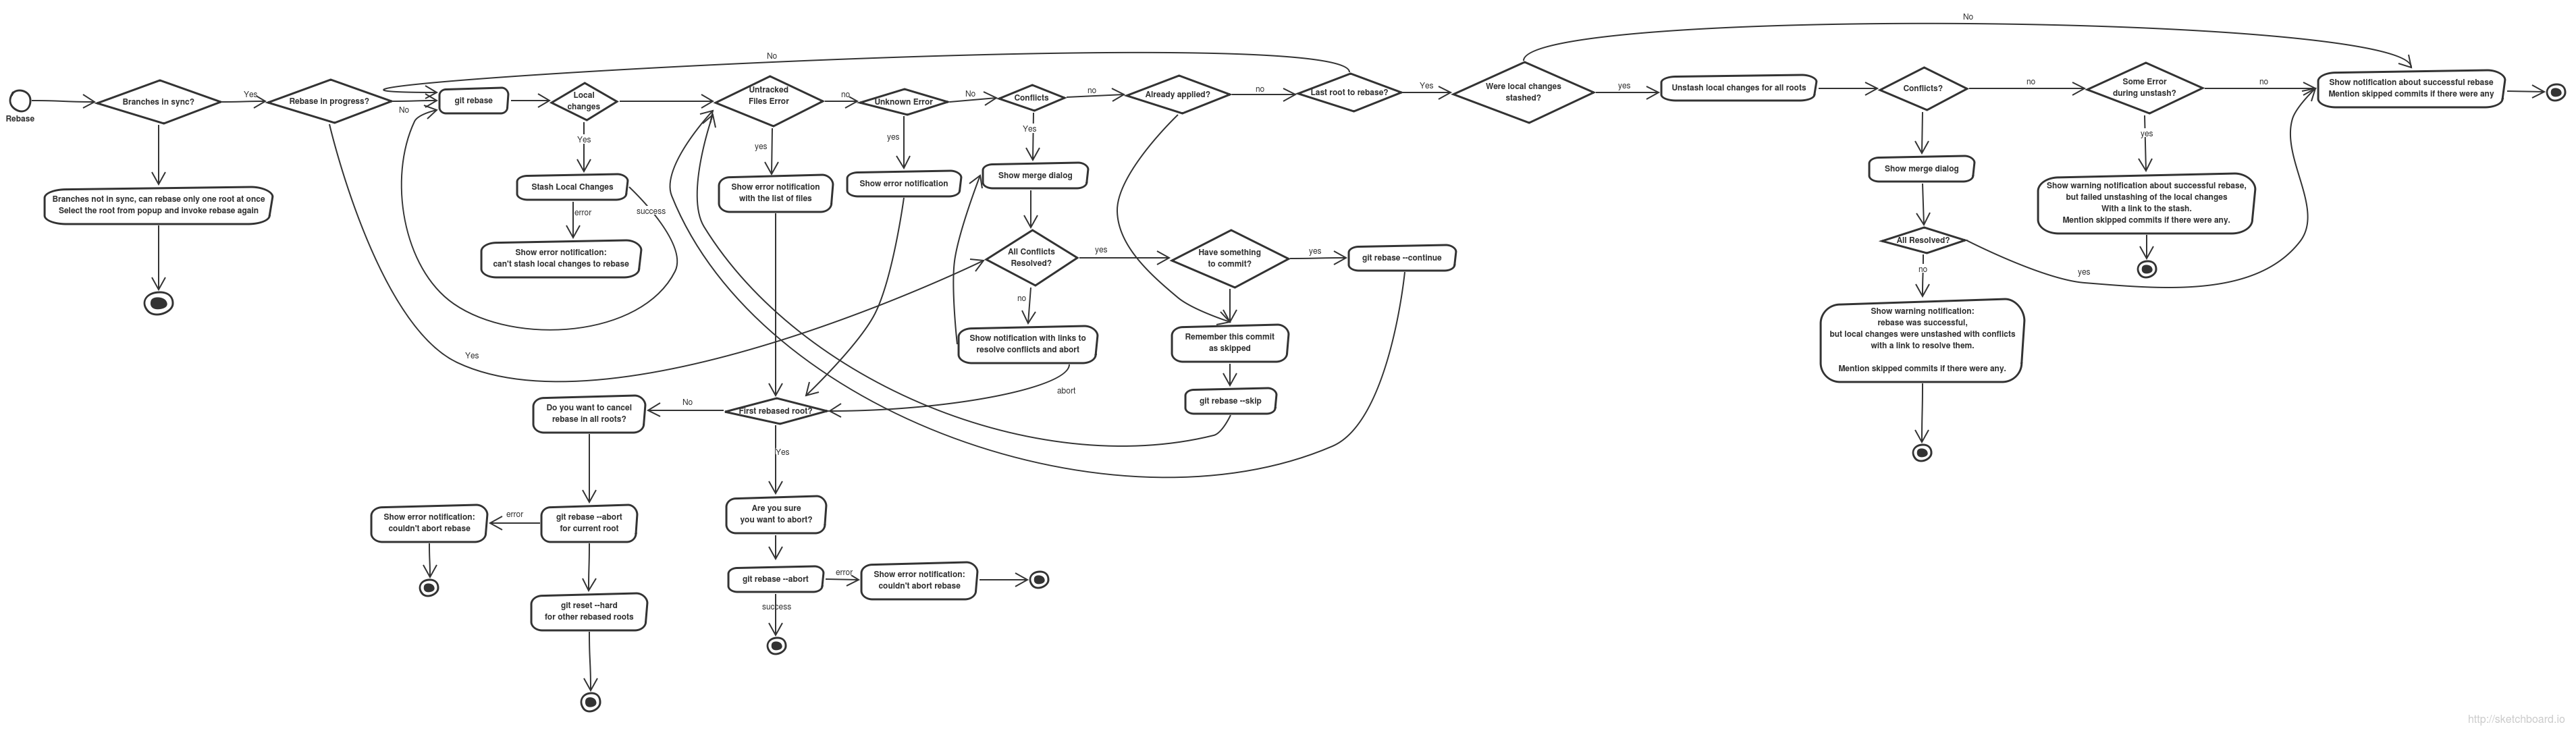 Rebase
Branches in sync?
Yes
Branches not in sync, can rebase only one root at once
Select the root from popup and invoke rebase again
Rebase in progress?
No
Yes
No
git rebase
Local
changes
Yes
Stash Local Changes
success
error
Show error notification:
can't stash local changes to rebase
Untracked
Files Error
no
yes
Show error notification
with the list of files
Unknown Error
No
yes
Show error notification
Conflicts
no
Yes
Show merge dialog
All Conflicts
Resolved?
yes
no
Show notification with links to
resolve conflicts and abort
abort
Have something
to commit?
yes
git rebase --continue
Remember this commit
as skipped
git rebase --skip
Already applied?
no
Last root to rebase?
Yes
Were local changes
stashed?
No
yes
Unstash local changes for all roots
Conflicts?
no
Show merge dialog
All Resolved?
yes
no
Show warning notification:
rebase was successful,
but local changes were unstashed with conflicts
with a link to resolve them.
Mention skipped commits if there were any.
Some Error
during unstash?
no
yes
Show warning notification about successful rebase,
but failed unstashing of the local changes
With a link to the stash.
Mention skipped commits if there were any.
Show notification about successful rebase
Mention skipped commits if there were any
First rebased root?
No
Yes
Do you want to cancel
rebase in all roots?
git rebase --abort
for current root
error
Show error notification:
couldn't abort rebase
git reset --hard
for other rebased roots
Are you sure
you want to abort?
git rebase --abort
error
success
Show error notification:
couldn't abort rebase
http://sketchboard.io